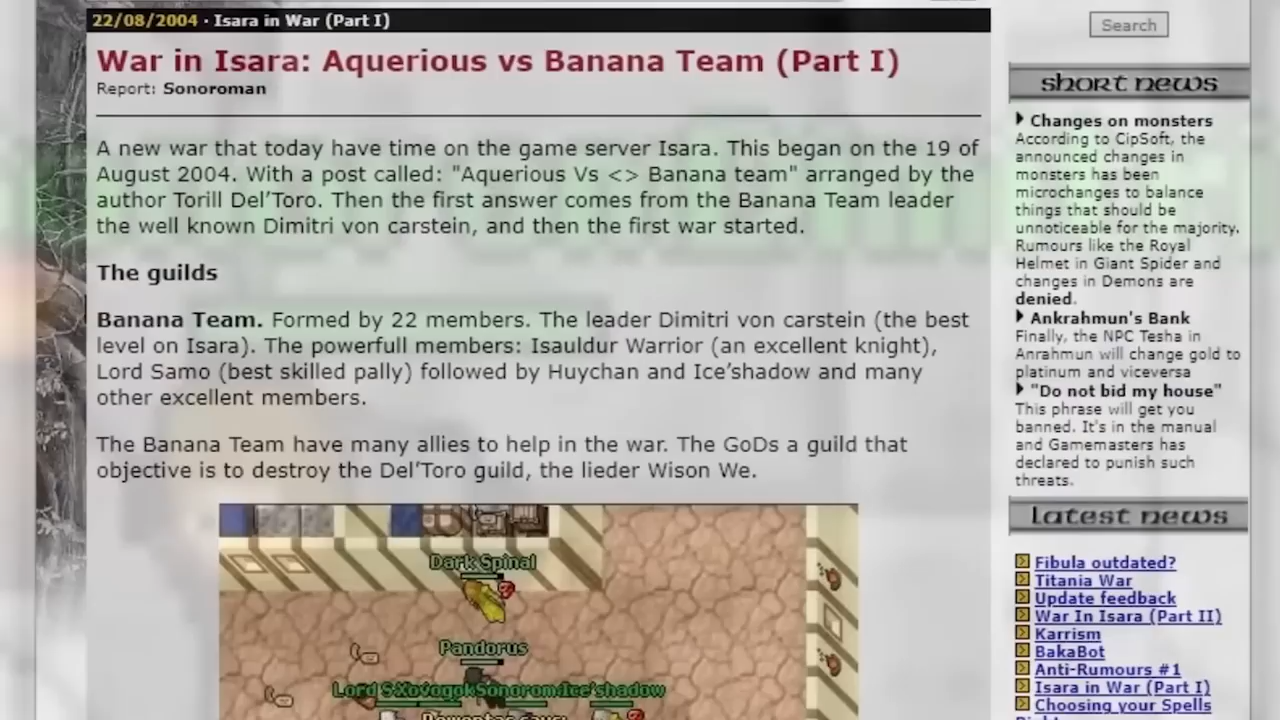 22/08/2004 · Isara in War (Part I)
War in Isara: Aquerious vs Banana Team (Part I)
Report: Sonoroman
A new war that today have time on the game server Isara. This began on the 19 of
August 2004. With a post called: "Aquerious Vs <> Banana team" arranged by the
author Torill Del'Toro. Then the first answer comes from the Banana Team leader
the well known Dimitri von carstein, and then the first war started.
The guilds
Banana Team. Formed by 22 members. The leader Dimitri von carstein (the best
level on Isara). The powerfull members: Isauldur Warrior (an excellent knight),
Lord Samo (best skilled pally) followed by Huychan and Ice'shadow and many
other excellent members.
The Banana Team have many allies to help in the war. The GoDs a guild that
objective is to destroy the Del'Toro guild, the lieder Wison We.
Dark Spinal
Pandorus
Ice'shadow
Search
short news
Changes on monsters
According to CipSoft, the
announced changes in
monsters has been
microchanges to balance
things that should be
unnoticeable for the majority.
Rumours like the Royal
Helmet in Giant Spider and
changes in Demons are
denied.
Ankrahmun's Bank
Finally, the NPC Tesha in
Anrahmun will change gold to
platinum and viceversa
"Do not bid my house"
This phrase will get you
banned. It's in the manual
and Gamemasters has
declared to punish such
threats.
latest news
Fibula outdated?
Titania War
Update feedback
War In Isara (Part II)
Karrism
BakaBot
Anti-Rumours #1
Isara in War (Part I)
Choosing your Spells